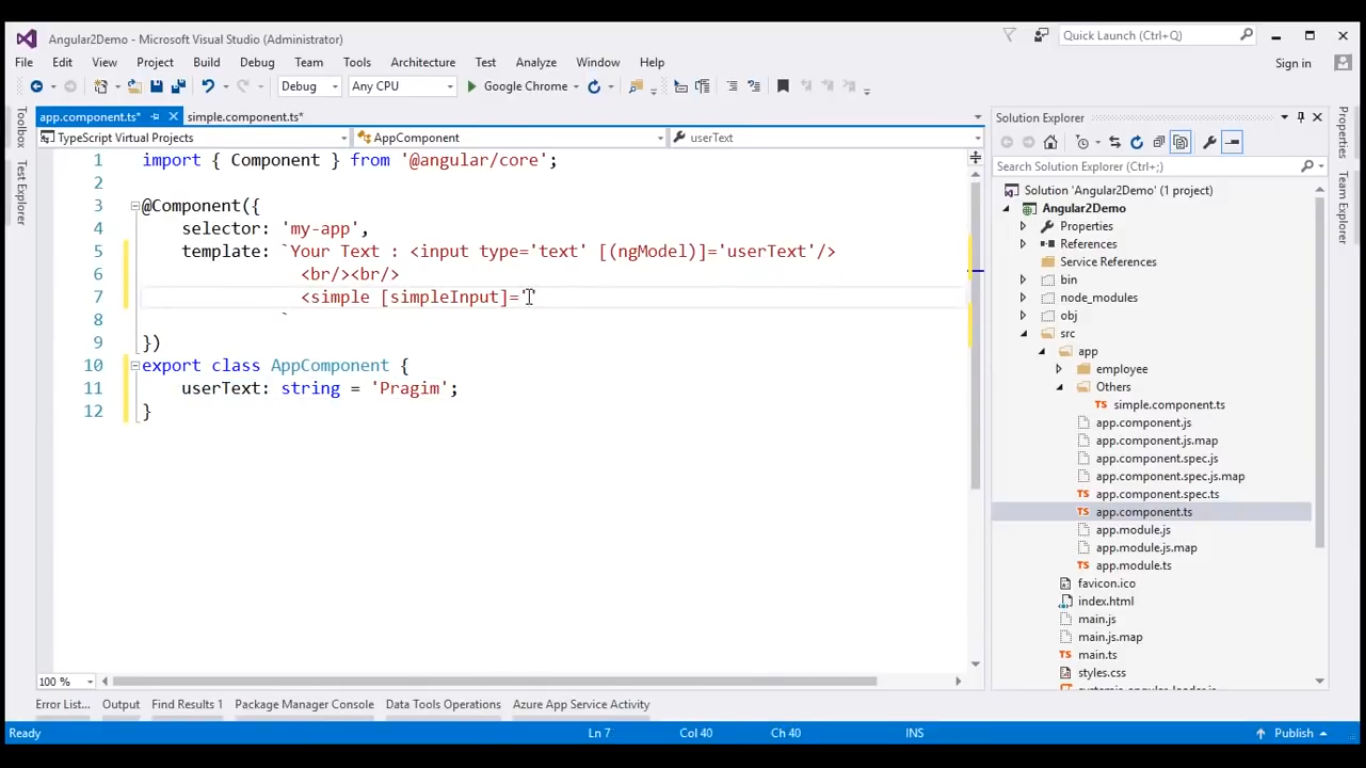 Angular2Demo - Microsoft Visual Studio (Administrator)
Quick Launch (Ctrl+Q)
File Edit View Project Build Debug Team Tools Architecture Test Analyze Window Help
Sign in
Debug Any CPU Google Chrome
app.component.ts* simple.component.ts*
TypeScript Virtual Projects AppComponent userText
Toolbox
Test Explorer
1 import { Component } from '@angular/core';
2
3 @Component({
4 selector: 'my-app',
5 template: `Your Text : <input type='text' [(ngModel)]='userText'/>
6 <br/><br/>
7 <simple [simpleInput]=''
8 `
9 })
10 export class AppComponent {
11 userText: string = 'Pragim';
12 }
100 %
Solution Explorer
Search Solution Explorer (Ctrl+;)
Solution 'Angular2Demo' (1 project)
Angular2Demo
Properties
References
Service References
bin
node_modules
obj
src
app
employee
Others
TS simple.component.ts
app.component.js
app.component.js.map
app.component.spec.js
app.component.spec.js.map
TS app.component.spec.ts
TS app.component.ts
app.module.js
app.module.js.map
TS app.module.ts
favicon.ico
index.html
main.js
main.js.map
TS main.ts
styles.css
Properties
Team Explorer
Error List... Output Find Results 1 Package Manager Console Data Tools Operations Azure App Service Activity
Ready Ln 7 Col 40 Ch 40 INS Publish